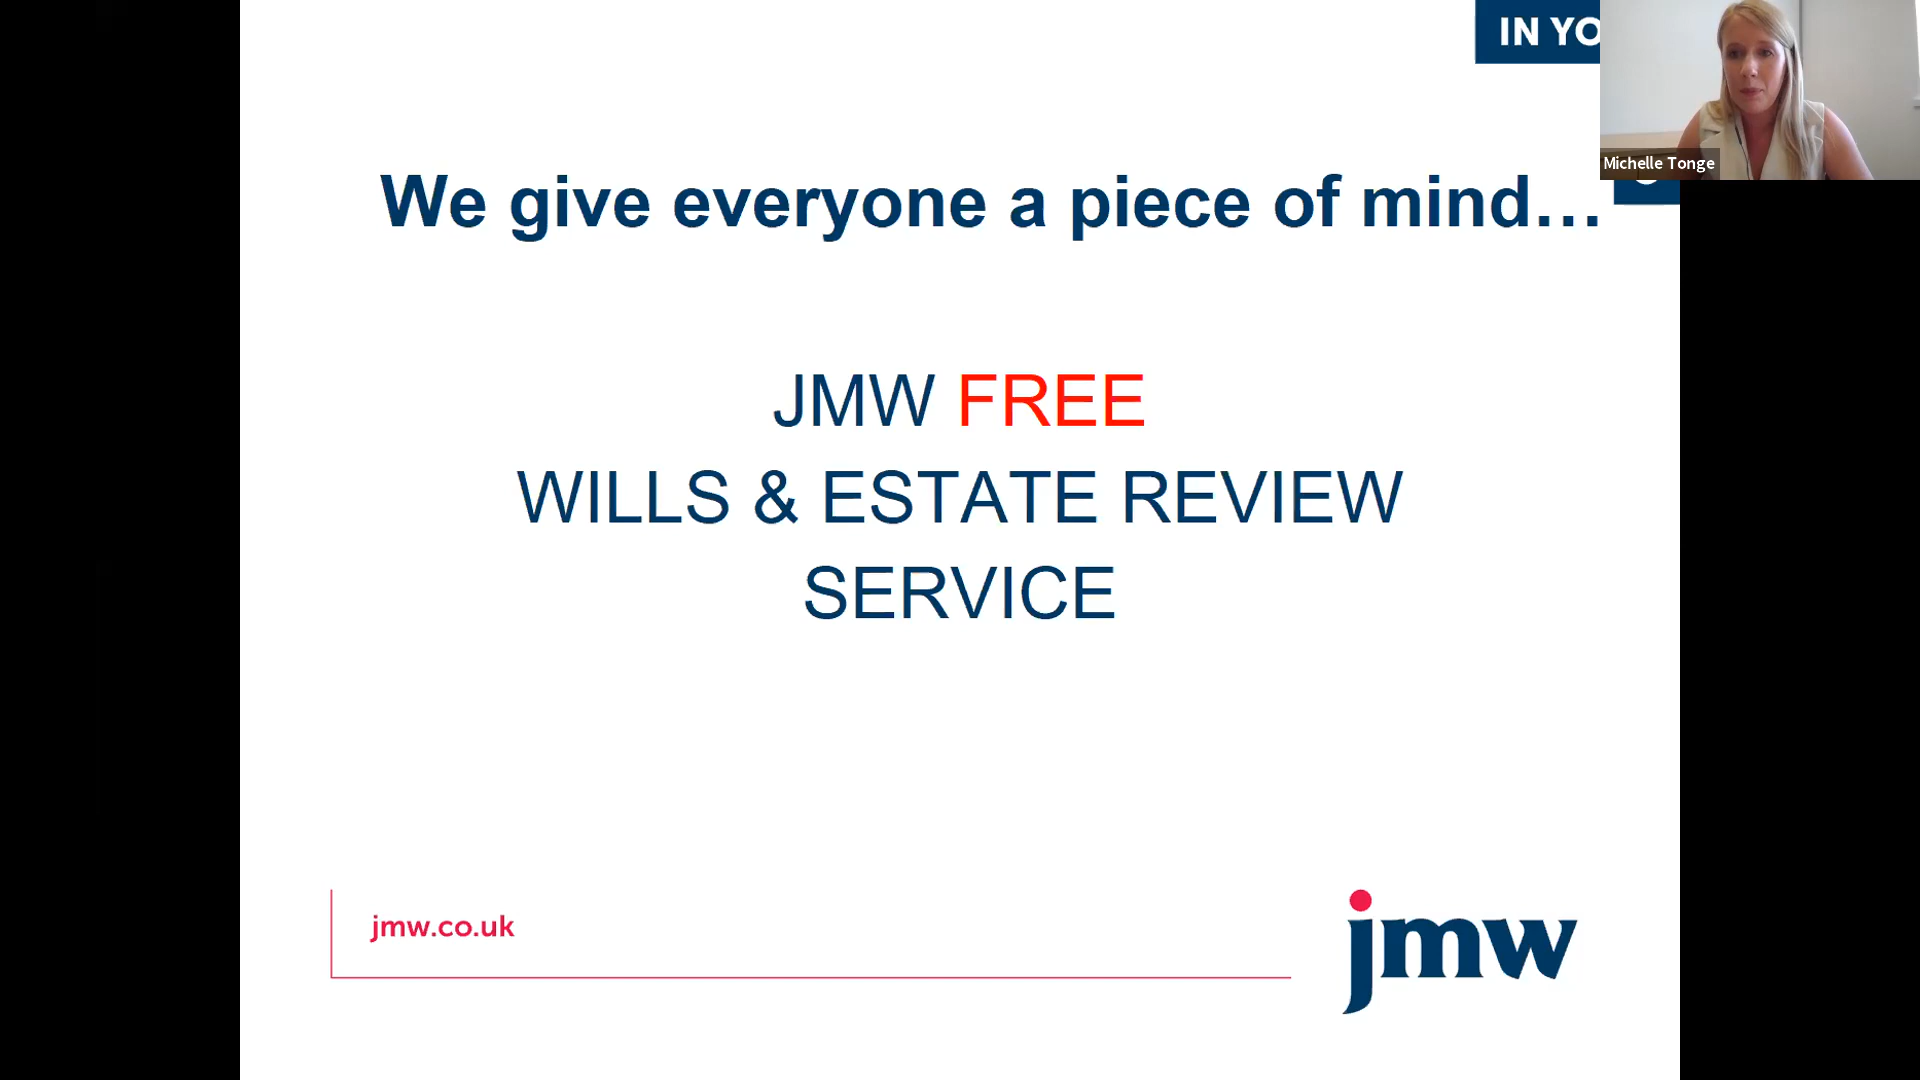 IN YO
Michelle Tonge
We give everyone a piece of mind…
JMW FREE
WILLS & ESTATE REVIEW
SERVICE
jmw.co.uk
jmw